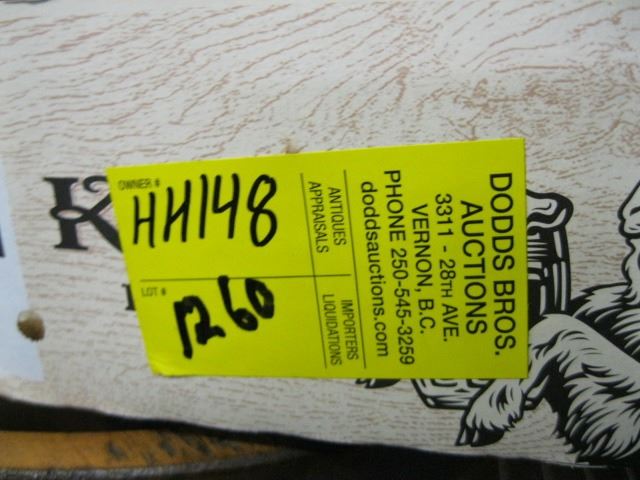 DODDS BROS.
AUCTIONS
3311 - 28TH AVE.
VERNON, B.C.
PHONE 250-545-3259
doddsauctions.com
ANTIQUES
APPRAISALS
IMPORTERS
LIQUIDATIONS
OWNER #
HH148
LOT #
1260
K